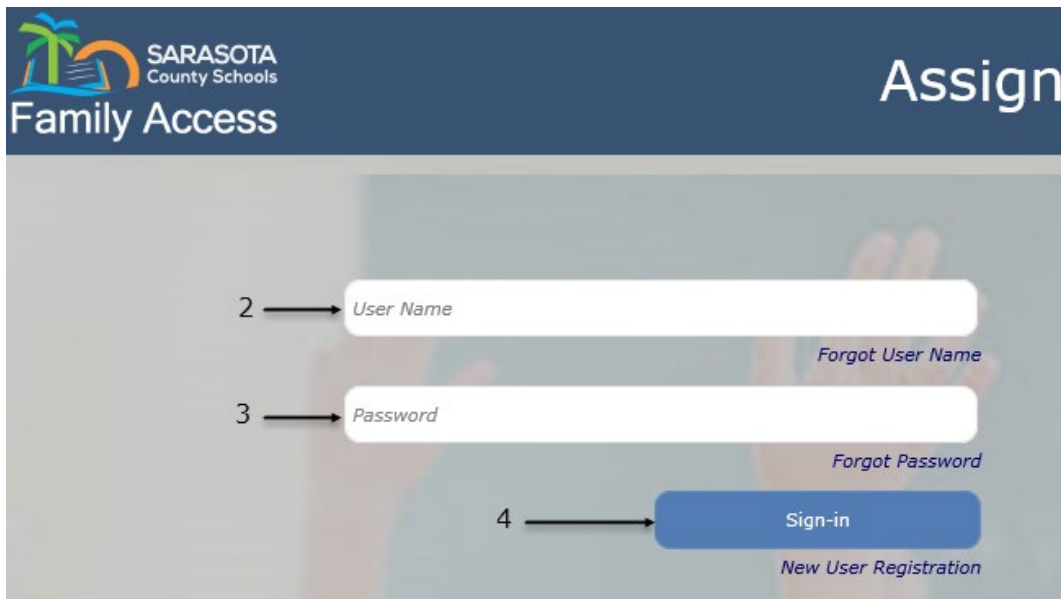 SARASOTA
County Schools
Family Access
Assign
2
User Name
Forgot User Name
3
Password
Forgot Password
4
Sign-in
New User Registration